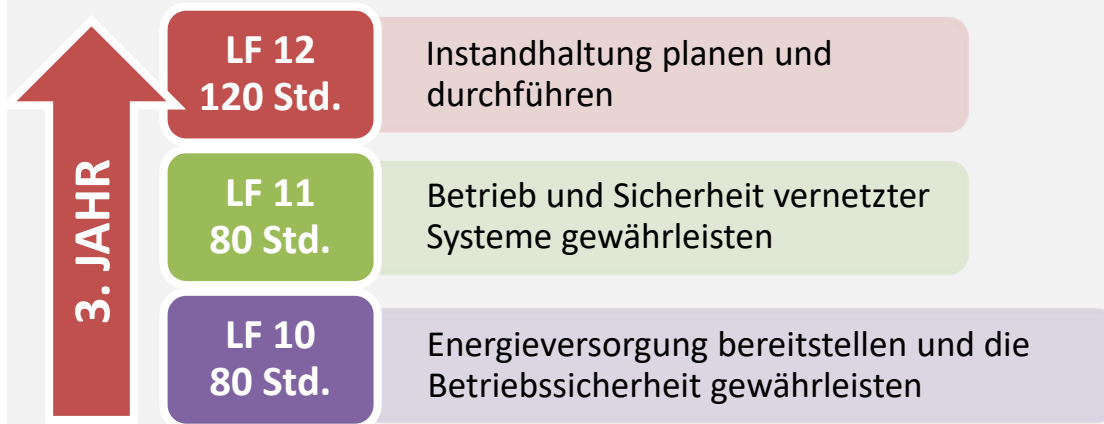 3. JAHR
LF 12
120 Std.
Instandhaltung planen und
durchführen
LF 11
80 Std.
Betrieb und Sicherheit vernetzter
Systeme gewährleisten
LF 10
80 Std.
Energieversorgung bereitstellen und die
Betriebssicherheit gewährleisten